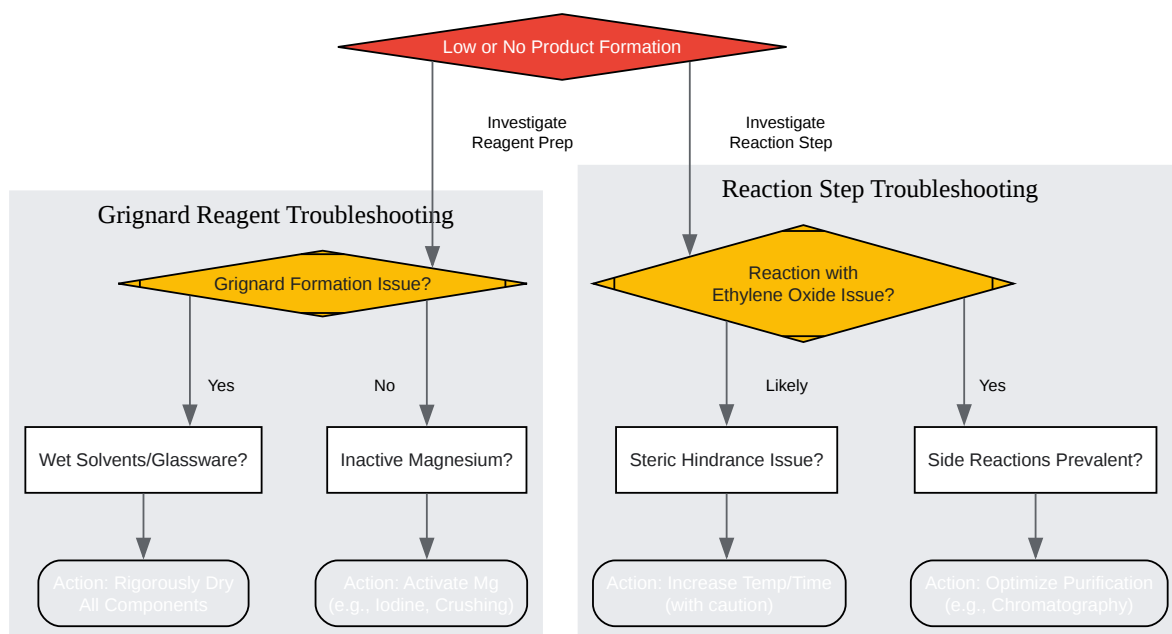 Low or No Product Formation
Investigate
Reagent Prep
Investigate
Reaction Step
Grignard Reagent Troubleshooting
Reaction Step Troubleshooting
Grignard Formation Issue?
Reaction with
Ethylene Oxide Issue?
Yes
No
Likely
Yes
Wet Solvents/Glassware?
Inactive Magnesium?
Steric Hindrance Issue?
Side Reactions Prevalent?
Action: Rigorously Dry
All Components
Action: Activate Mg
(e.g., Iodine, Crushing)
Action: Increase Temp/Time
(with caution)
Action: Optimize Purification
(e.g., Chromatography)